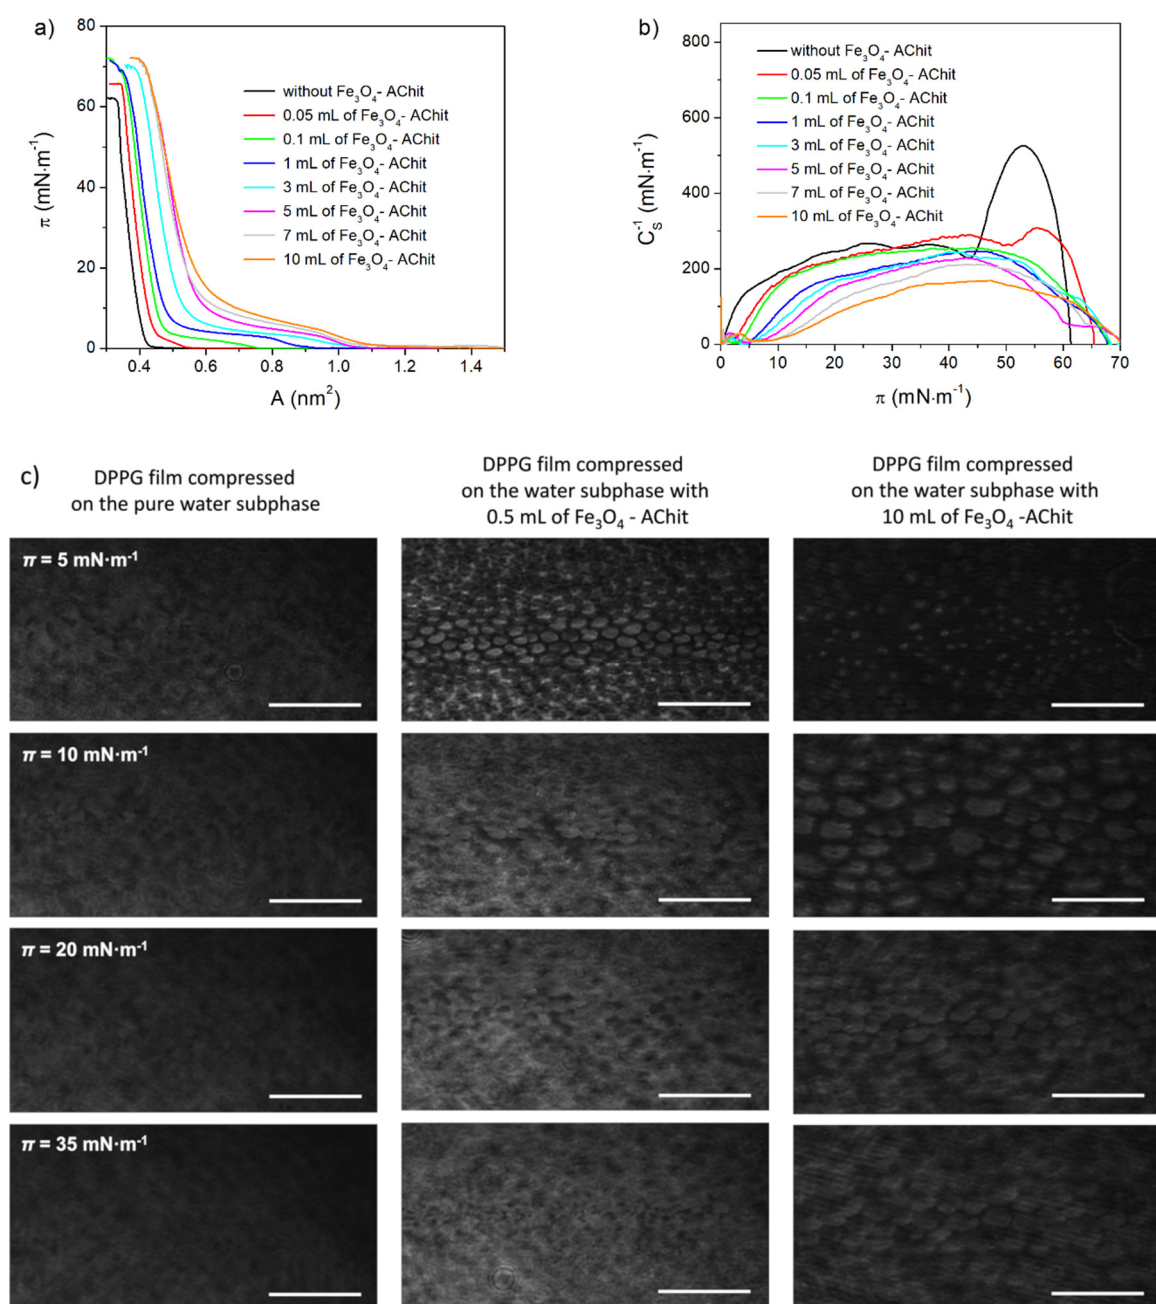 a)
80
60
40
20
0
π (mN·m⁻¹)
0.4 0.6 0.8 1.0 1.2 1.4
A (nm²)
without Fe₃O₄- AChit
0.05 mL of Fe₃O₄- AChit
0.1 mL of Fe₃O₄- AChit
1 mL of Fe₃O₄- AChit
3 mL of Fe₃O₄- AChit
5 mL of Fe₃O₄- AChit
7 mL of Fe₃O₄- AChit
10 mL of Fe₃O₄- AChit
b)
800
600
400
200
0
C_S⁻¹ (mN·m⁻¹)
0 10 20 30 40 50 60 70
π (mN·m⁻¹)
without Fe₃O₄- AChit
0.05 mL of Fe₃O₄- AChit
0.1 mL of Fe₃O₄- AChit
1 mL of Fe₃O₄- AChit
3 mL of Fe₃O₄- AChit
5 mL of Fe₃O₄- AChit
7 mL of Fe₃O₄- AChit
10 mL of Fe₃O₄- AChit
c)
DPPG film compressed
on the pure water subphase
DPPG film compressed
on the water subphase with
0.5 mL of Fe₃O₄ - AChit
DPPG film compressed
on the water subphase with
10 mL of Fe₃O₄ -AChit
π = 5 mN·m⁻¹
π = 10 mN·m⁻¹
π = 20 mN·m⁻¹
π = 35 mN·m⁻¹